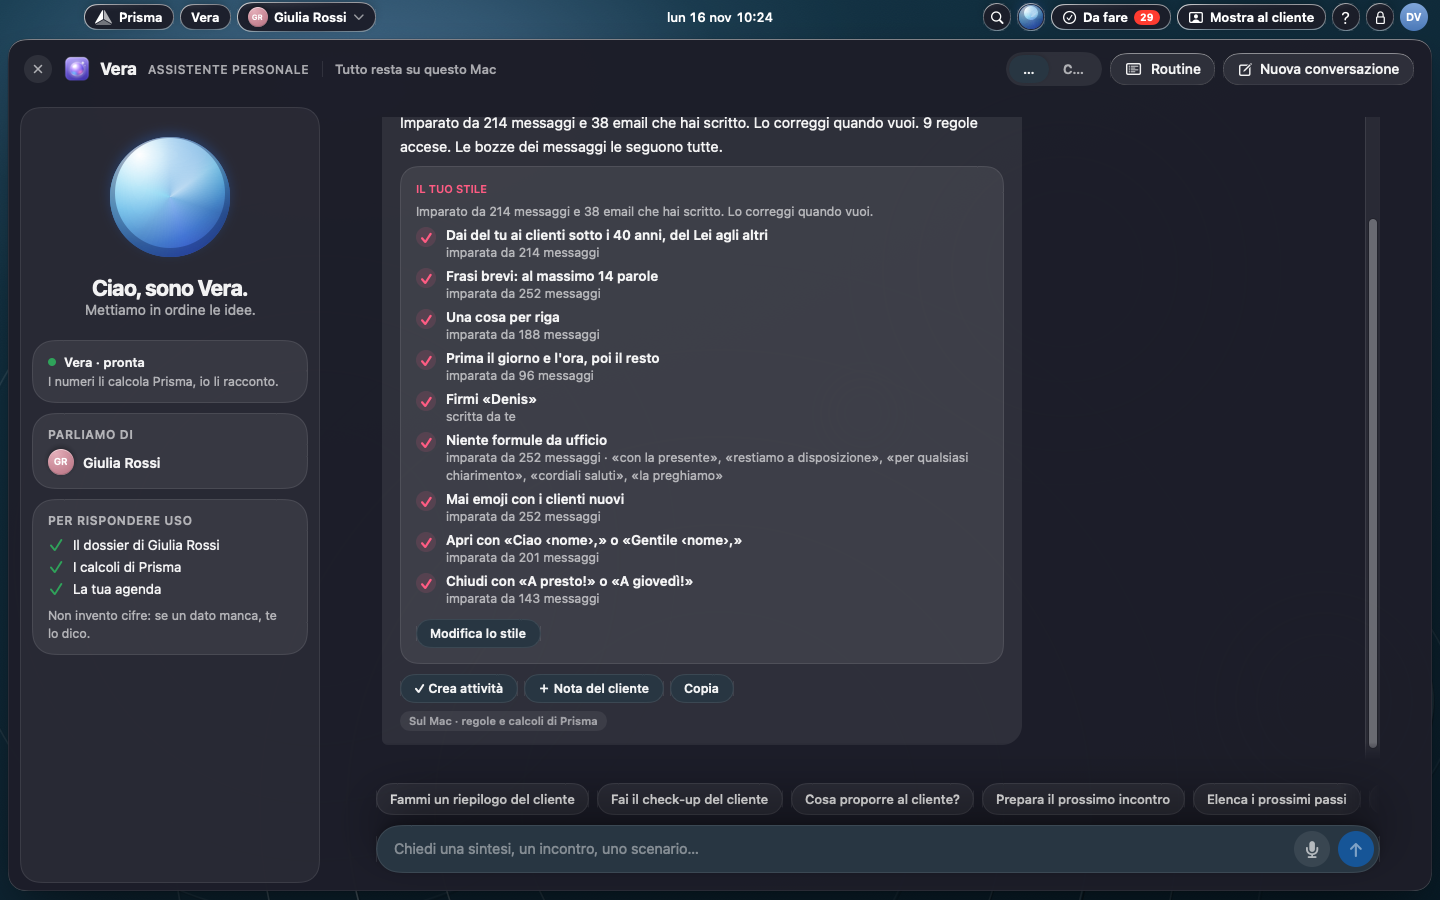 Prisma
Vera
GR Giulia Rossi
lun 16 nov 10:24
Da fare 29
Mostra al cliente
?
DV
Vera ASSISTENTE PERSONALE Tutto resta su questo Mac
...
C...
Routine
Nuova conversazione
Ciao, sono Vera.
Mettiamo in ordine le idee.
Vera · pronta
I numeri li calcola Prisma, io li racconto.
PARLIAMO DI
GR Giulia Rossi
PER RISPONDERE USO
Il dossier di Giulia Rossi
I calcoli di Prisma
La tua agenda
Non invento cifre: se un dato manca, te
lo dico.
Imparato da 214 messaggi e 38 email che hai scritto. Lo correggi quando vuoi. 9 regole
accese. Le bozze dei messaggi le seguono tutte.
IL TUO STILE
Imparato da 214 messaggi e 38 email che hai scritto. Lo correggi quando vuoi.
Dai del tu ai clienti sotto i 40 anni, del Lei agli altri
imparata da 214 messaggi
Frasi brevi: al massimo 14 parole
imparata da 252 messaggi
Una cosa per riga
imparata da 188 messaggi
Prima il giorno e l'ora, poi il resto
imparata da 96 messaggi
Firmi «Denis»
scritta da te
Niente formule da ufficio
imparata da 252 messaggi · «con la presente», «restiamo a disposizione», «per qualsiasi
chiarimento», «cordiali saluti», «la preghiamo»
Mai emoji con i clienti nuovi
imparata da 252 messaggi
Apri con «Ciao ‹nome›,» o «Gentile ‹nome›,»
imparata da 201 messaggi
Chiudi con «A presto!» o «A giovedì!»
imparata da 143 messaggi
Modifica lo stile
Crea attività
+ Nota del cliente
Copia
Sul Mac · regole e calcoli di Prisma
Fammi un riepilogo del cliente
Fai il check-up del cliente
Cosa proporre al cliente?
Prepara il prossimo incontro
Elenca i prossimi passi
Chiedi una sintesi, un incontro, uno scenario...